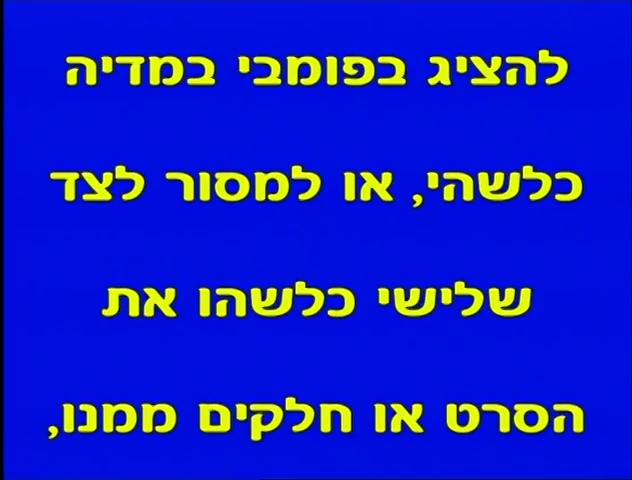 להציג בפומבי במדיה
כלשהי, או למסור לצד
שלישי כלשהו את
הסרט או חלקים ממנו,